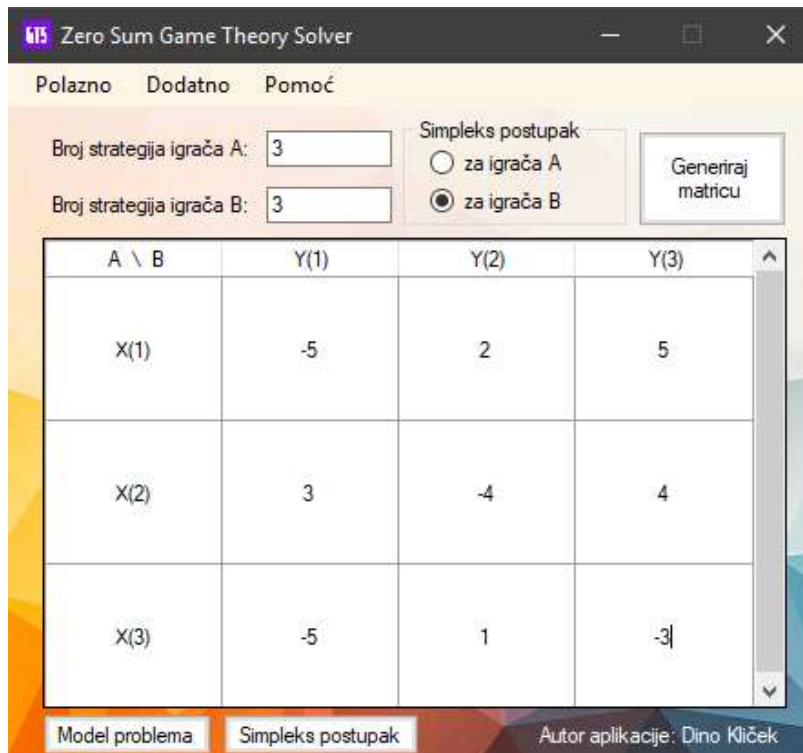 GTS Zero Sum Game Theory Solver
Polazno Dodatno Pomoć
Broj strategija igrača A: 3
Broj strategija igrača B: 3
Simpleks postupak
za igrača A
za igrača B
Generiraj
matricu
A \ B Y(1) Y(2) Y(3)
X(1) -5 2 5
X(2) 3 -4 4
X(3) -5 1 -3
Model problema Simpleks postupak Autor aplikacije: Dino Kliček